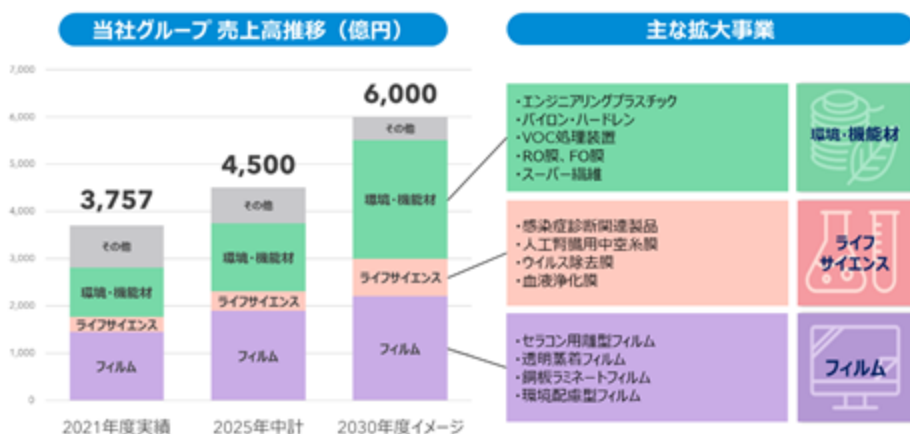 当社グループ 売上高推移（億円）
7,000
6,000
5,000
4,000
3,000
2,000
1,000
0
3,757
その他
環境・機能材
ライフサイエンス
フィルム
2021年度実績
4,500
その他
環境・機能材
ライフサイエンス
フィルム
2025年中計
6,000
その他
環境・機能材
ライフサイエンス
フィルム
2030年度イメージ
主な拡大事業
・エンジニアリングプラスチック
・バイロン・ハードレン
・VOC処理装置
・RO膜、FO膜
・スーパー繊維
環境・機能材
・感染症診断関連製品
・人工腎臓用中空糸膜
・ウイルス除去膜
・血液浄化膜
ライフ
サイエンス
・セラコン用離型フィルム
・透明蒸着フィルム
・鋼板ラミネートフィルム
・環境配慮型フィルム
フィルム